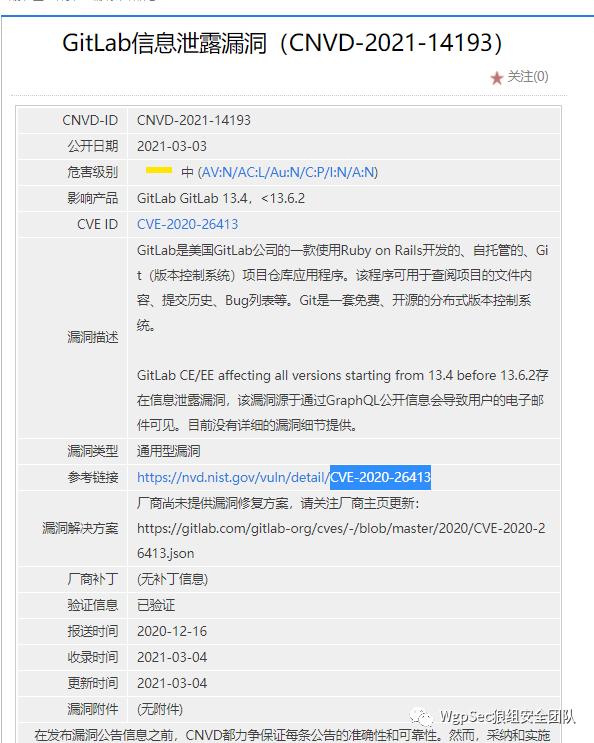 GitLab信息泄露漏洞（CNVD-2021-14193）
关注(0)
CNVD-ID CNVD-2021-14193
公开日期 2021-03-03
危害级别 中 (AV:N/AC:L/Au:N/C:P/I:N/A:N)
影响产品 GitLab GitLab 13.4，<13.6.2
CVE ID CVE-2020-26413
GitLab是美国GitLab公司的一款使用Ruby on Rails开发的、自托管的、Gi
t（版本控制系统）项目仓库应用程序。该程序可用于查阅项目的文件内
容、提交历史、Bug列表等。Git是一套免费、开源的分布式版本控制系
统。
漏洞描述
GitLab CE/EE affecting all versions starting from 13.4 before 13.6.2存
在信息泄露漏洞，该漏洞源于通过GraphQL公开信息会导致用户的电子邮
件可见。目前没有详细的漏洞细节提供。
漏洞类型 通用型漏洞
参考链接 https://nvd.nist.gov/vuln/detail/CVE-2020-26413
厂商尚未提供漏洞修复方案，请关注厂商主页更新：
漏洞解决方案 https://gitlab.com/gitlab-org/cves/-/blob/master/2020/CVE-2020-2
6413.json
厂商补丁 (无补丁信息)
验证信息 已验证
报送时间 2020-12-16
收录时间 2021-03-04
更新时间 2021-03-04
漏洞附件 (无附件)
WgpSec狼组安全团队
在发布漏洞公告信息之前，CNVD都力争保证每条公告的准确性和可靠性。然而，采纳和实施